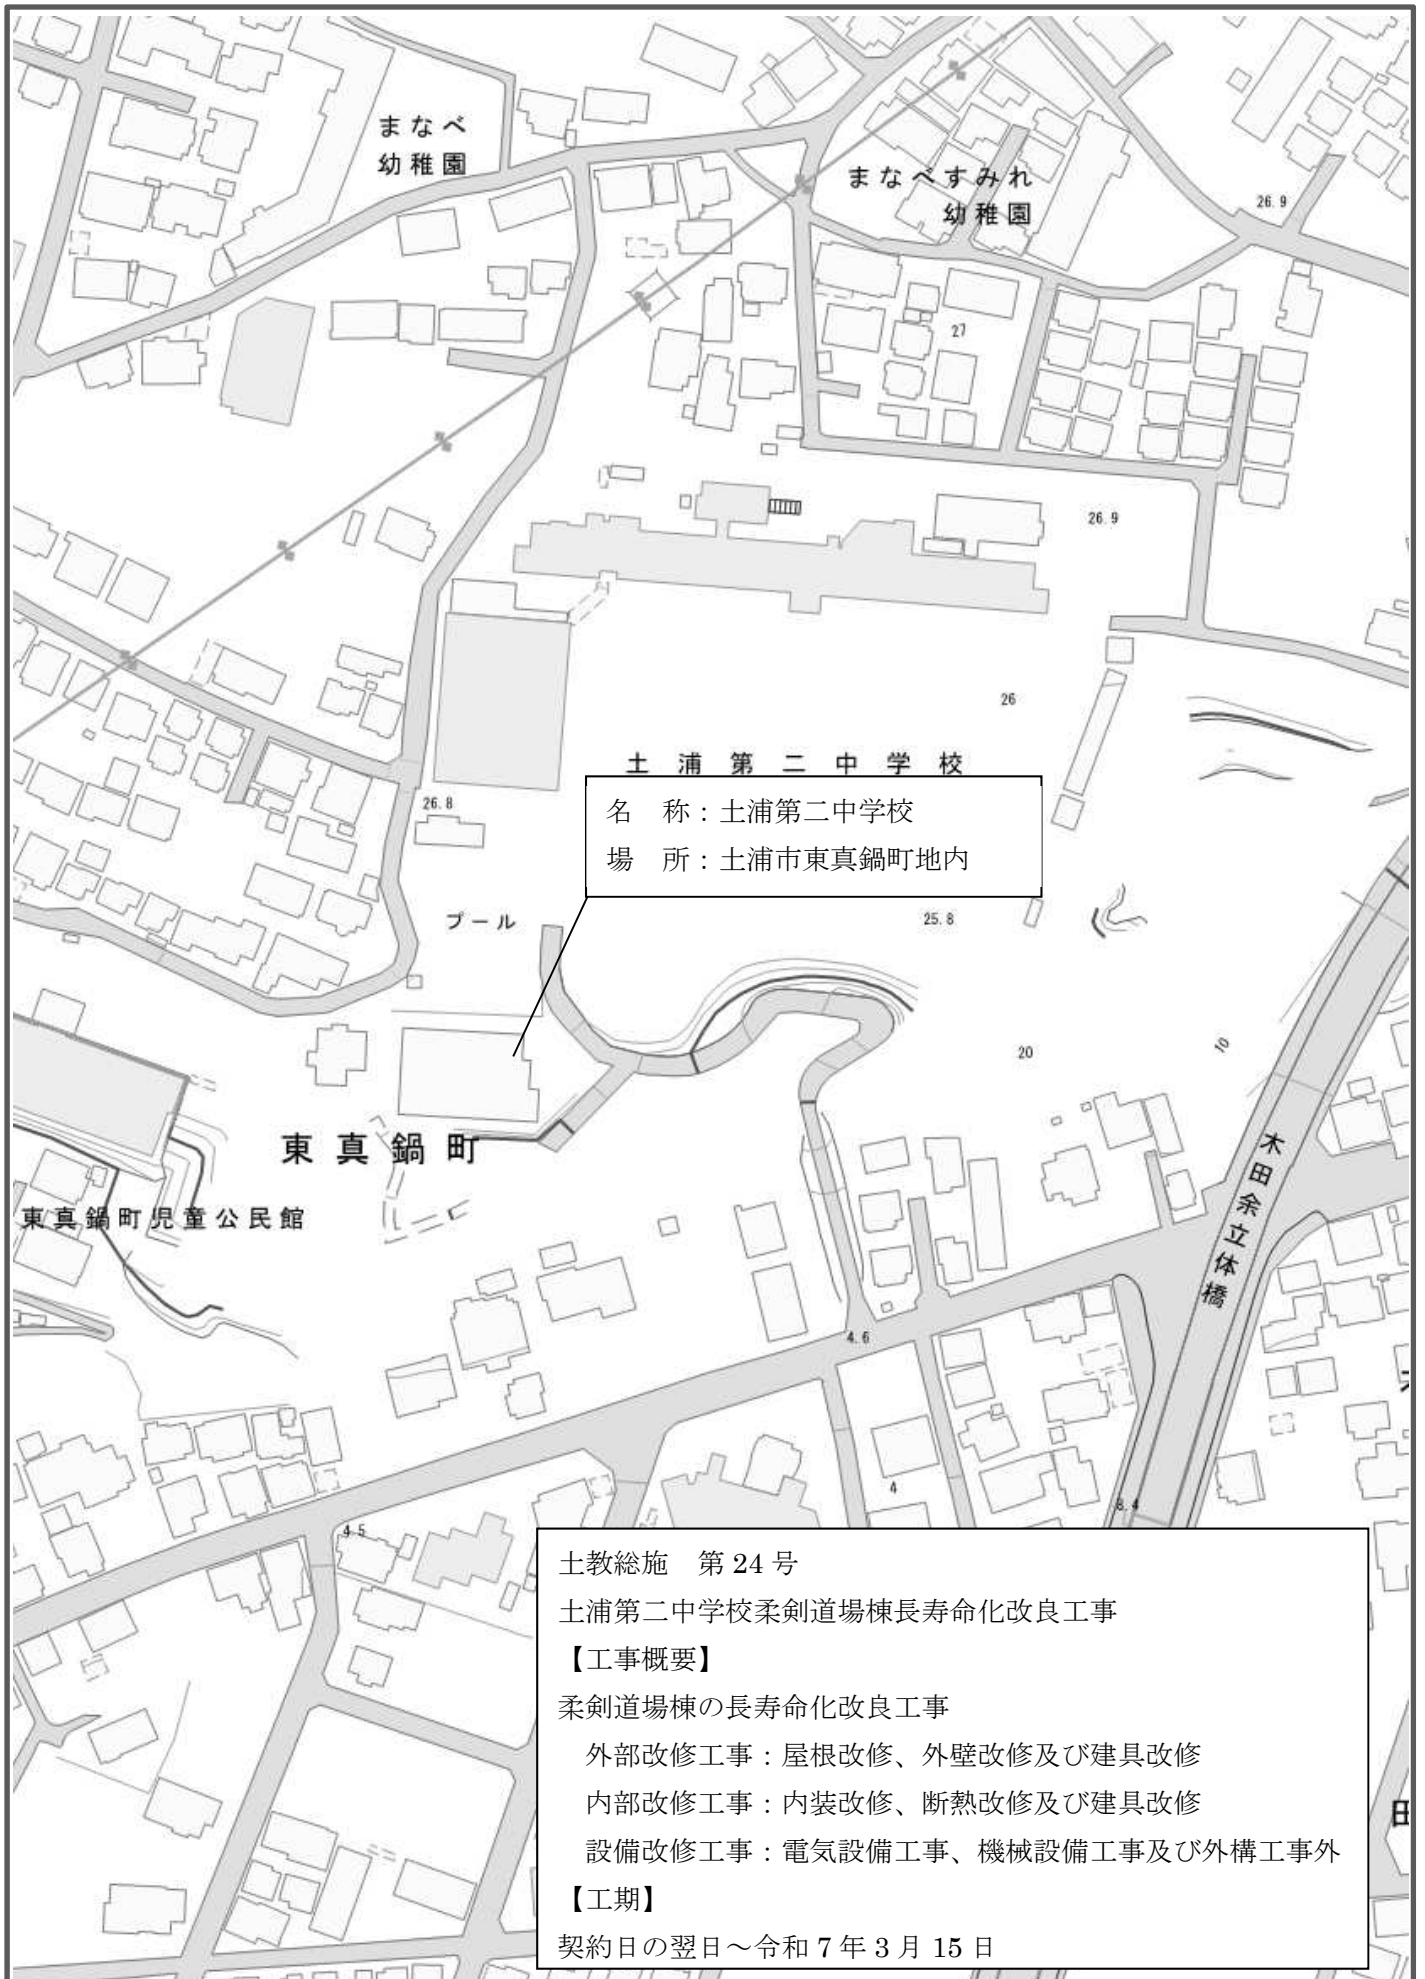 まなべ
幼稚園
まなべすみれ
幼稚園
26.9
27
26.9
26
土浦第二中学校
26.8
名　称：土浦第二中学校
場　所：土浦市東真鍋町地内
プール
25.8
20
10
東真鍋町
木田余立体橋
東真鍋町児童公民館
4.6
4
8.4
4.5
土教総施　第 24 号
土浦第二中学校柔剣道場棟長寿命化改良工事
【工事概要】
柔剣道場棟の長寿命化改良工事
外部改修工事：屋根改修、外壁改修及び建具改修
内部改修工事：内装改修、断熱改修及び建具改修
設備改修工事：電気設備工事、機械設備工事及び外構工事外
田
【工期】
契約日の翌日～令和 7 年 3 月 15 日